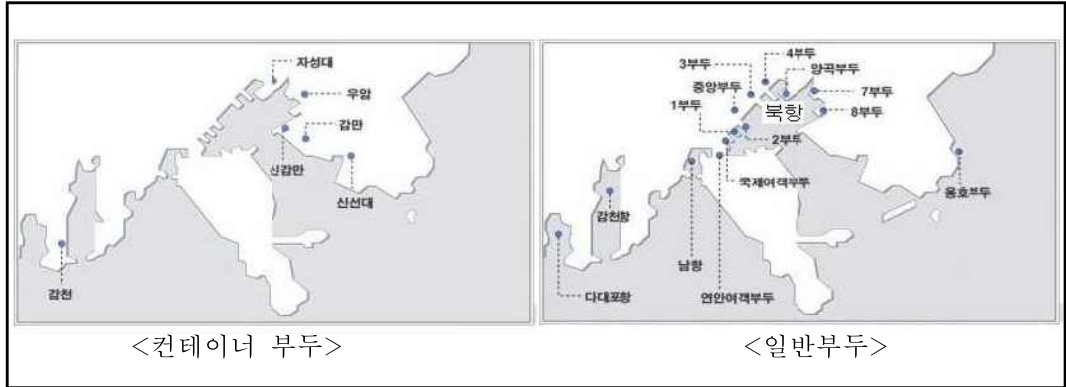 자성대
우암
감만
신감만
신선대
감천
<컨테이너 부두>
4부두
3부두
양곡부두
중앙부두
7부두
1부두
북항
8부두
2부두
국제여객부두
용호부두
감천항
남항
다대포항
연안여객부두
<일반부두>